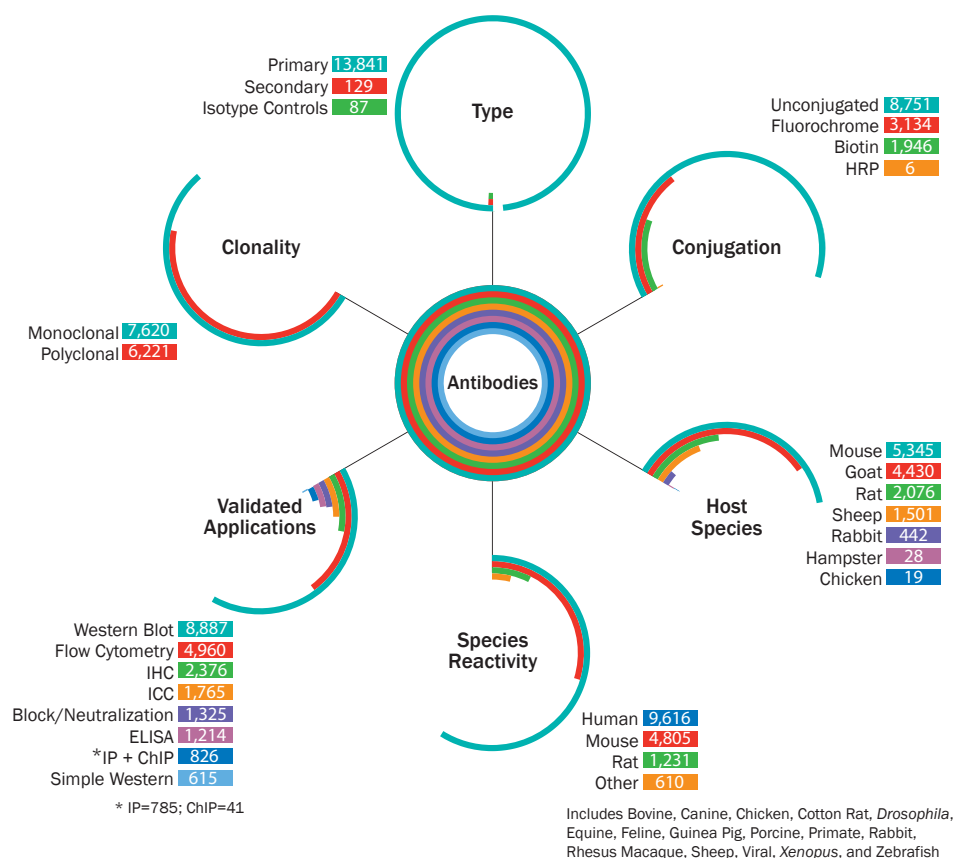 Primary 13,841
Secondary 129
Isotype Controls 87
Type
Unconjugated 8,751
Fluorochrome 3,134
Biotin 1,946
HRP 6
Clonality
Conjugation
Monoclonal 7,620
Polyclonal 6,221
Antibodies
Mouse 5,345
Goat 4,430
Rat 2,076
Sheep 1,501
Rabbit 442
Hampster 28
Chicken 19
Host
Species
Validated
Applications
Western Blot 8,887
Flow Cytometry 4,960
IHC 2,376
ICC 1,765
Block/Neutralization 1,325
ELISA 1,214
*IP + ChIP 826
Simple Western 615
* IP=785; ChIP=41
Species
Reactivity
Human 9,616
Mouse 4,805
Rat 1,231
Other 610
Includes Bovine, Canine, Chicken, Cotton Rat, Drosophila,
Equine, Feline, Guinea Pig, Porcine, Primate, Rabbit,
Rhesus Macaque, Sheep, Viral, Xenopus, and Zebrafish